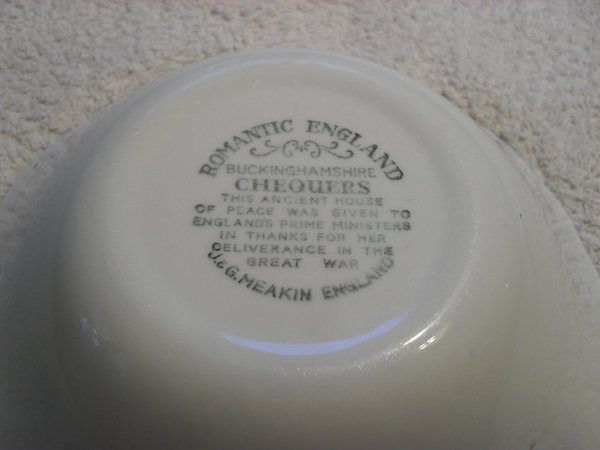 ROMANTIC ENGLAND
BUCKINGHAMSHIRE
CHEQUERS
THIS ANCIENT HOUSE
OF PEACE WAS GIVEN TO
ENGLAND'S PRIME MINISTERS
IN THANKS FOR HER
DELIVERANCE IN THE
GREAT WAR
J.&G. MEAKIN ENGLAND